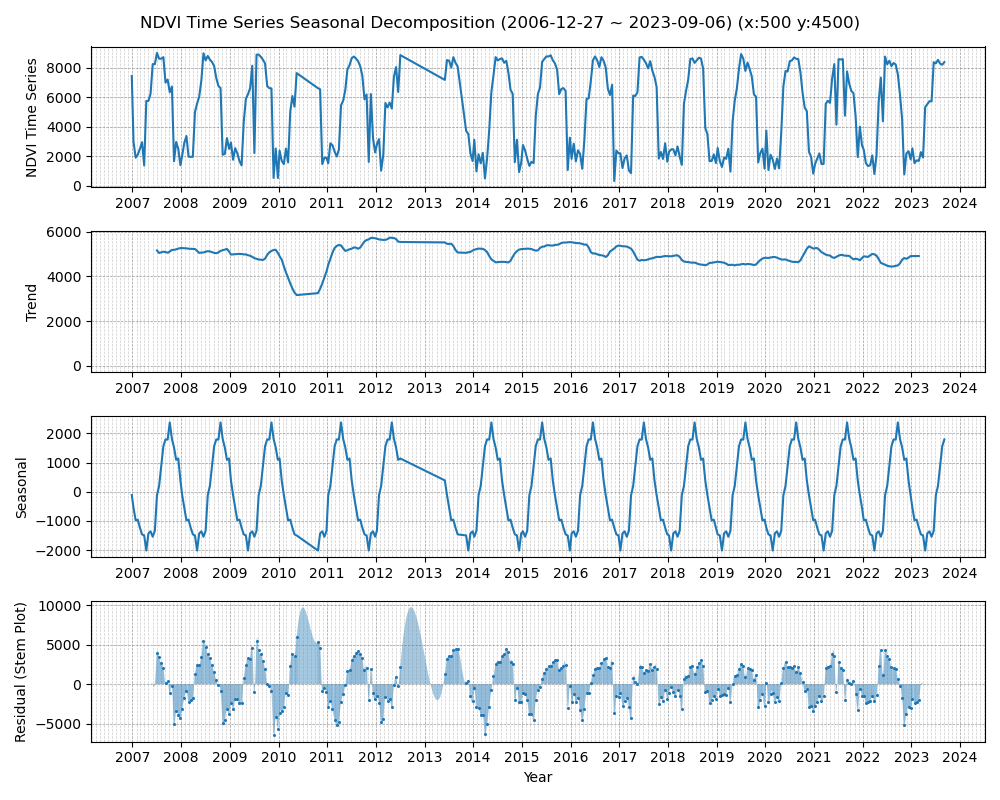 NDVI Time Series Seasonal Decomposition (2006-12-27 ~ 2023-09-06) (x:500 y:4500)
NDVI Time Series
8000
6000
4000
2000
0
2007 2008 2009 2010 2011 2012 2013 2014 2015 2016 2017 2018 2019 2020 2021 2022 2023 2024
Trend
6000
4000
2000
0
2007 2008 2009 2010 2011 2012 2013 2014 2015 2016 2017 2018 2019 2020 2021 2022 2023 2024
Seasonal
2000
1000
0
−1000
−2000
2007 2008 2009 2010 2011 2012 2013 2014 2015 2016 2017 2018 2019 2020 2021 2022 2023 2024
Residual (Stem Plot)
10000
5000
0
−5000
2007 2008 2009 2010 2011 2012 2013 2014 2015 2016 2017 2018 2019 2020 2021 2022 2023 2024
Year